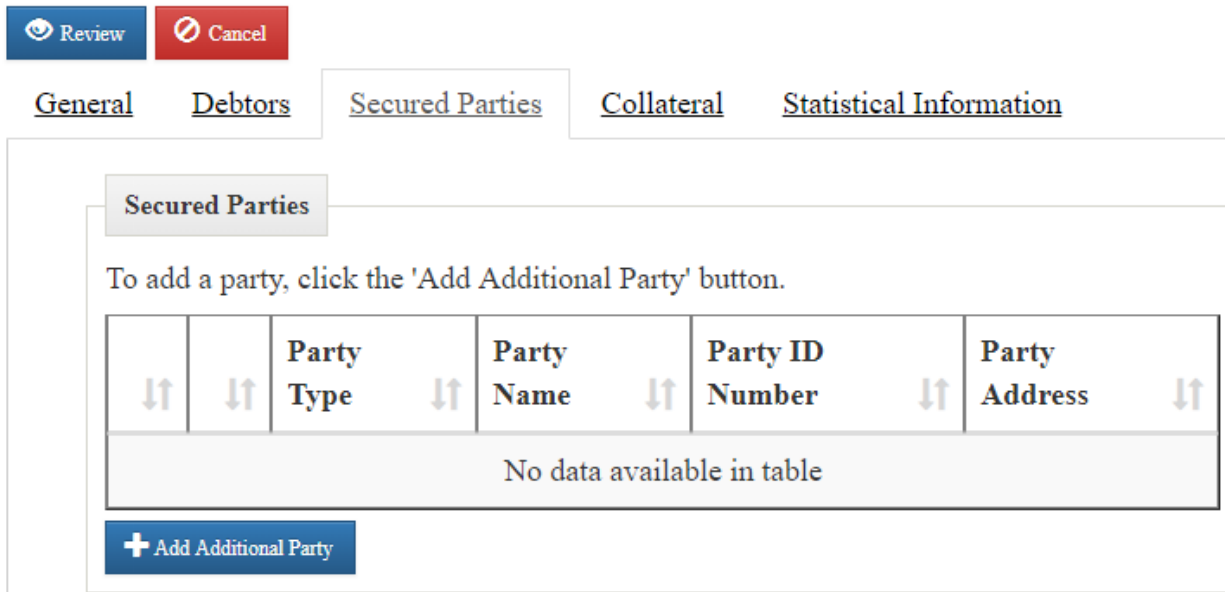 Review Cancel
General Debtors Secured Parties Collateral Statistical Information
Secured Parties
To add a party, click the 'Add Additional Party' button.
Party Type Party Name Party ID Number Party Address
No data available in table
Add Additional Party